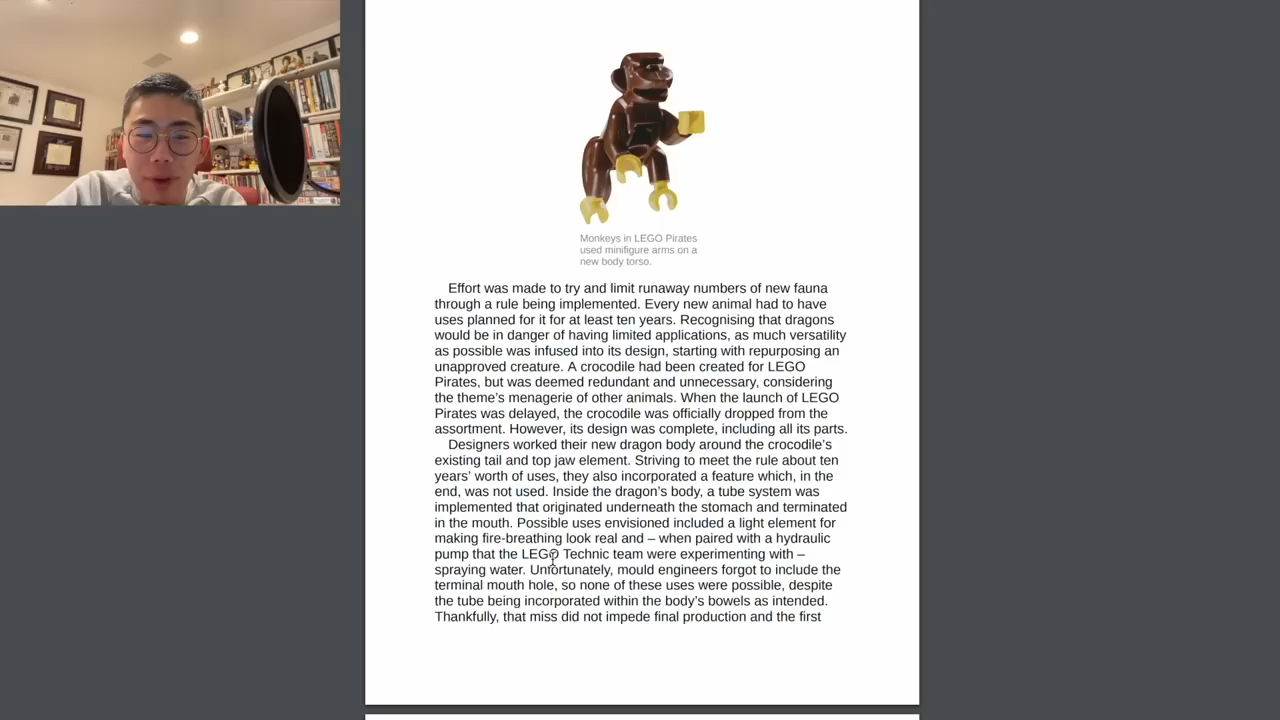 Monkeys in LEGO Pirates
used minifigure arms on a
new body torso.
Effort was made to try and limit runaway numbers of new fauna
through a rule being implemented. Every new animal had to have
uses planned for it for at least ten years. Recognising that dragons
would be in danger of having limited applications, as much versatility
as possible was infused into its design, starting with repurposing an
unapproved creature. A crocodile had been created for LEGO
Pirates, but was deemed redundant and unnecessary, considering
the theme’s menagerie of other animals. When the launch of LEGO
Pirates was delayed, the crocodile was officially dropped from the
assortment. However, its design was complete, including all its parts.
Designers worked their new dragon body around the crocodile’s
existing tail and top jaw element. Striving to meet the rule about ten
years’ worth of uses, they also incorporated a feature which, in the
end, was not used. Inside the dragon’s body, a tube system was
implemented that originated underneath the stomach and terminated
in the mouth. Possible uses envisioned included a light element for
making fire-breathing look real and – when paired with a hydraulic
pump that the LEGO Technic team were experimenting with –
spraying water. Unfortunately, mould engineers forgot to include the
terminal mouth hole, so none of these uses were possible, despite
the tube being incorporated within the body’s bowels as intended.
Thankfully, that miss did not impede final production and the first